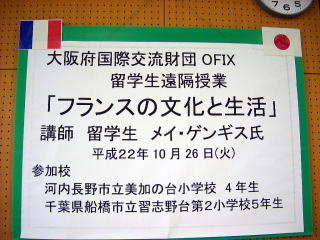 大阪府国際交流財団 OFIX
留学生遠隔授業
「フランスの文化と生活」
講師 留学生 メイ・ゲンギス氏
平成22年10月26日(火)
参加校
河内長野市立美加の台小学校 4年生
千葉県船橋市立習志野台第2小学校5年生
7 6 5